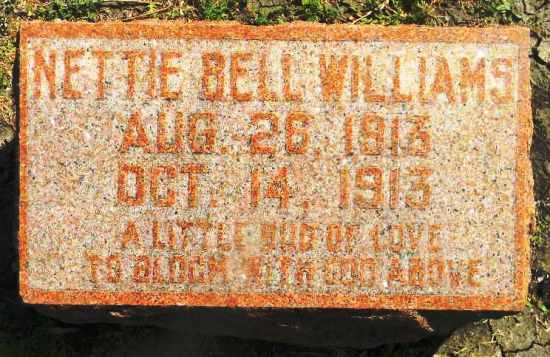 NETTIE BELL WILLIAMS
AUG. 26, 1913
OCT. 14, 1913
A LITTLE BUD OF LOVE
TO BLOOM WITH GOD ABOVE